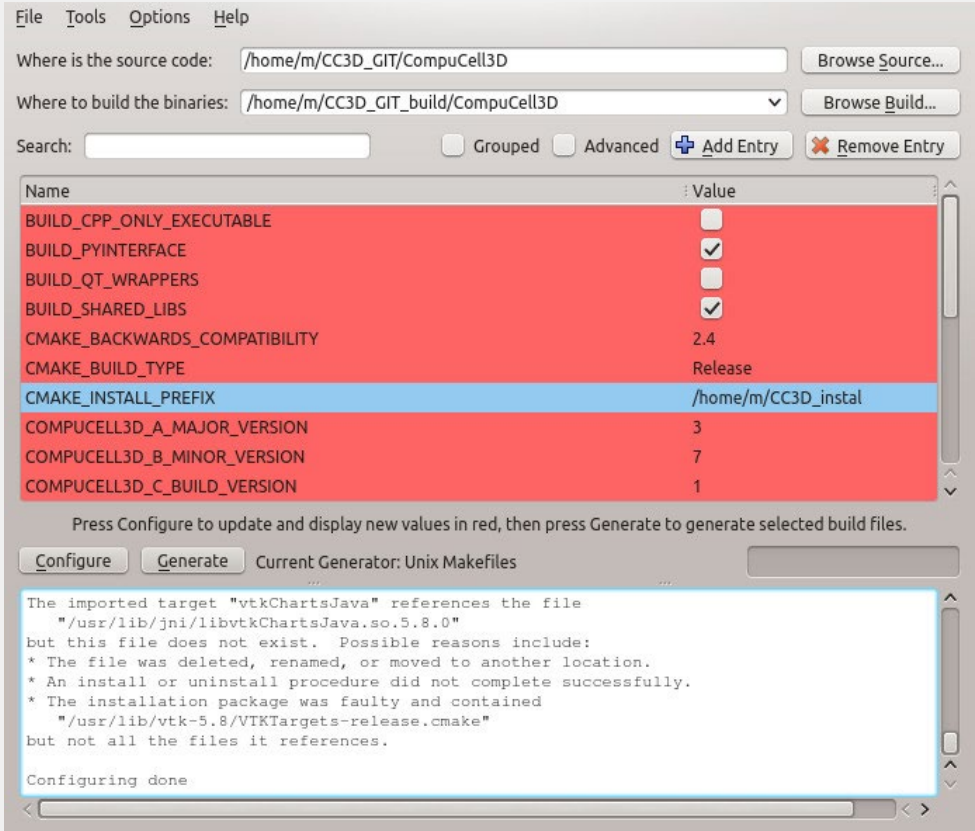 File Tools Options Help
Where is the source code: /home/m/CC3D_GIT/CompuCell3D Browse Source...
Where to build the binaries: /home/m/CC3D_GIT_build/CompuCell3D Browse Build...
Search: Grouped Advanced Add Entry Remove Entry
Name Value
BUILD_CPP_ONLY_EXECUTABLE
BUILD_PYINTERFACE
BUILD_QT_WRAPPERS
BUILD_SHARED_LIBS
CMAKE_BACKWARDS_COMPATIBILITY 2.4
CMAKE_BUILD_TYPE Release
CMAKE_INSTALL_PREFIX /home/m/CC3D_instal
COMPUCELL3D_A_MAJOR_VERSION 3
COMPUCELL3D_B_MINOR_VERSION 7
COMPUCELL3D_C_BUILD_VERSION 1
Press Configure to update and display new values in red, then press Generate to generate selected build files.
Configure Generate Current Generator: Unix Makefiles
The imported target "vtkChartsJava" references the file
"/usr/lib/jni/libvtkChartsJava.so.5.8.0"
but this file does not exist. Possible reasons include:
* The file was deleted, renamed, or moved to another location.
* An install or uninstall procedure did not complete successfully.
* The installation package was faulty and contained
"/usr/lib/vtk-5.8/VTKTargets-release.cmake"
but not all the files it references.
Configuring done